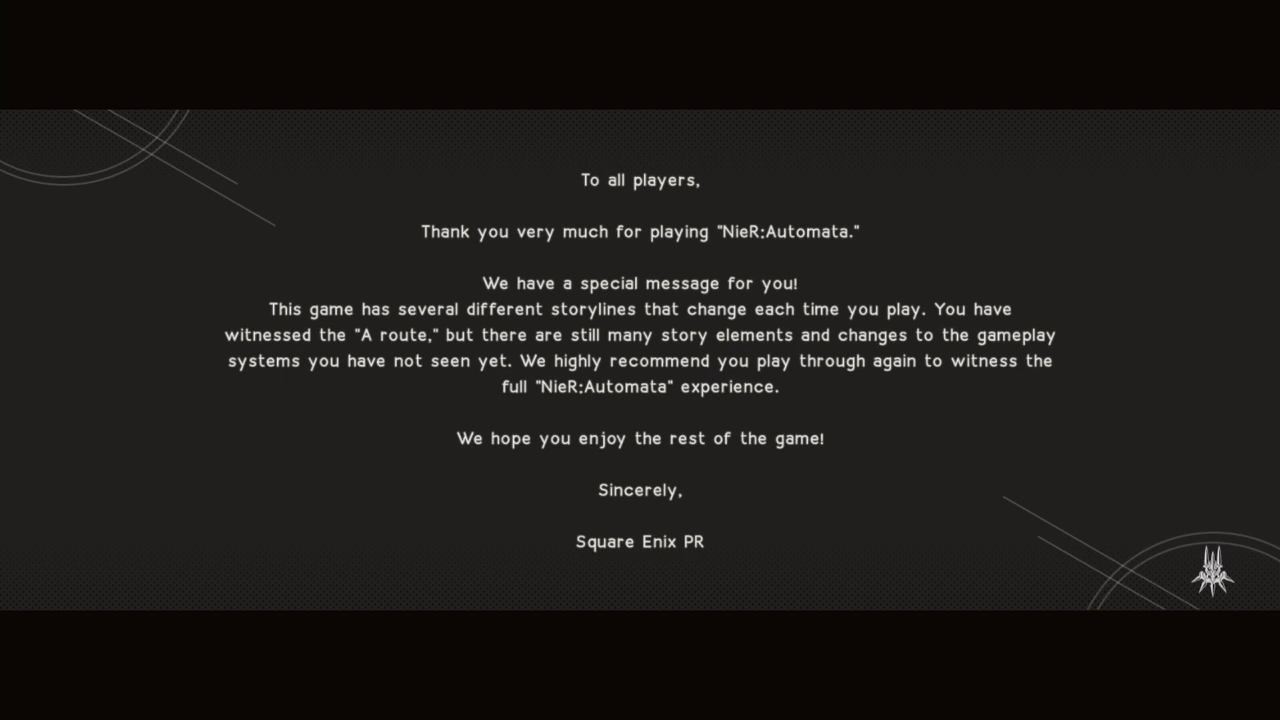 To all players,
Thank you very much for playing "NieR:Automata."
We have a special message for you!
This game has several different storylines that change each time you play. You have
witnessed the "A route," but there are still many story elements and changes to the gameplay
systems you have not seen yet. We highly recommend you play through again to witness the
full "NieR:Automata" experience.
We hope you enjoy the rest of the game!
Sincerely,
Square Enix PR